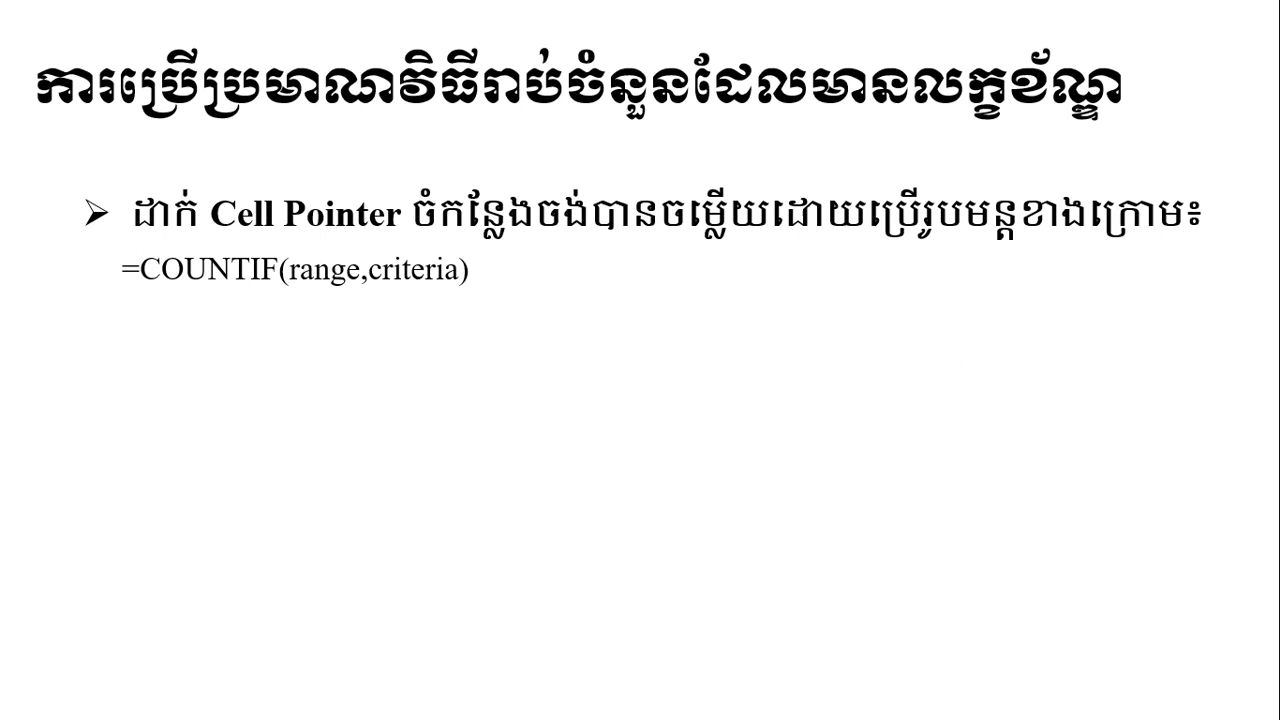 ការប្រើប្រមាណវិធីរាប់ចំនួនដែលមានលក្ខខ័ណ្ឌ
➢ ដាក់ Cell Pointer ចំកន្លែងចង់បានចម្លើយដោយប្រើរូបមន្តខាងក្រោម៖
=COUNTIF(range,criteria)